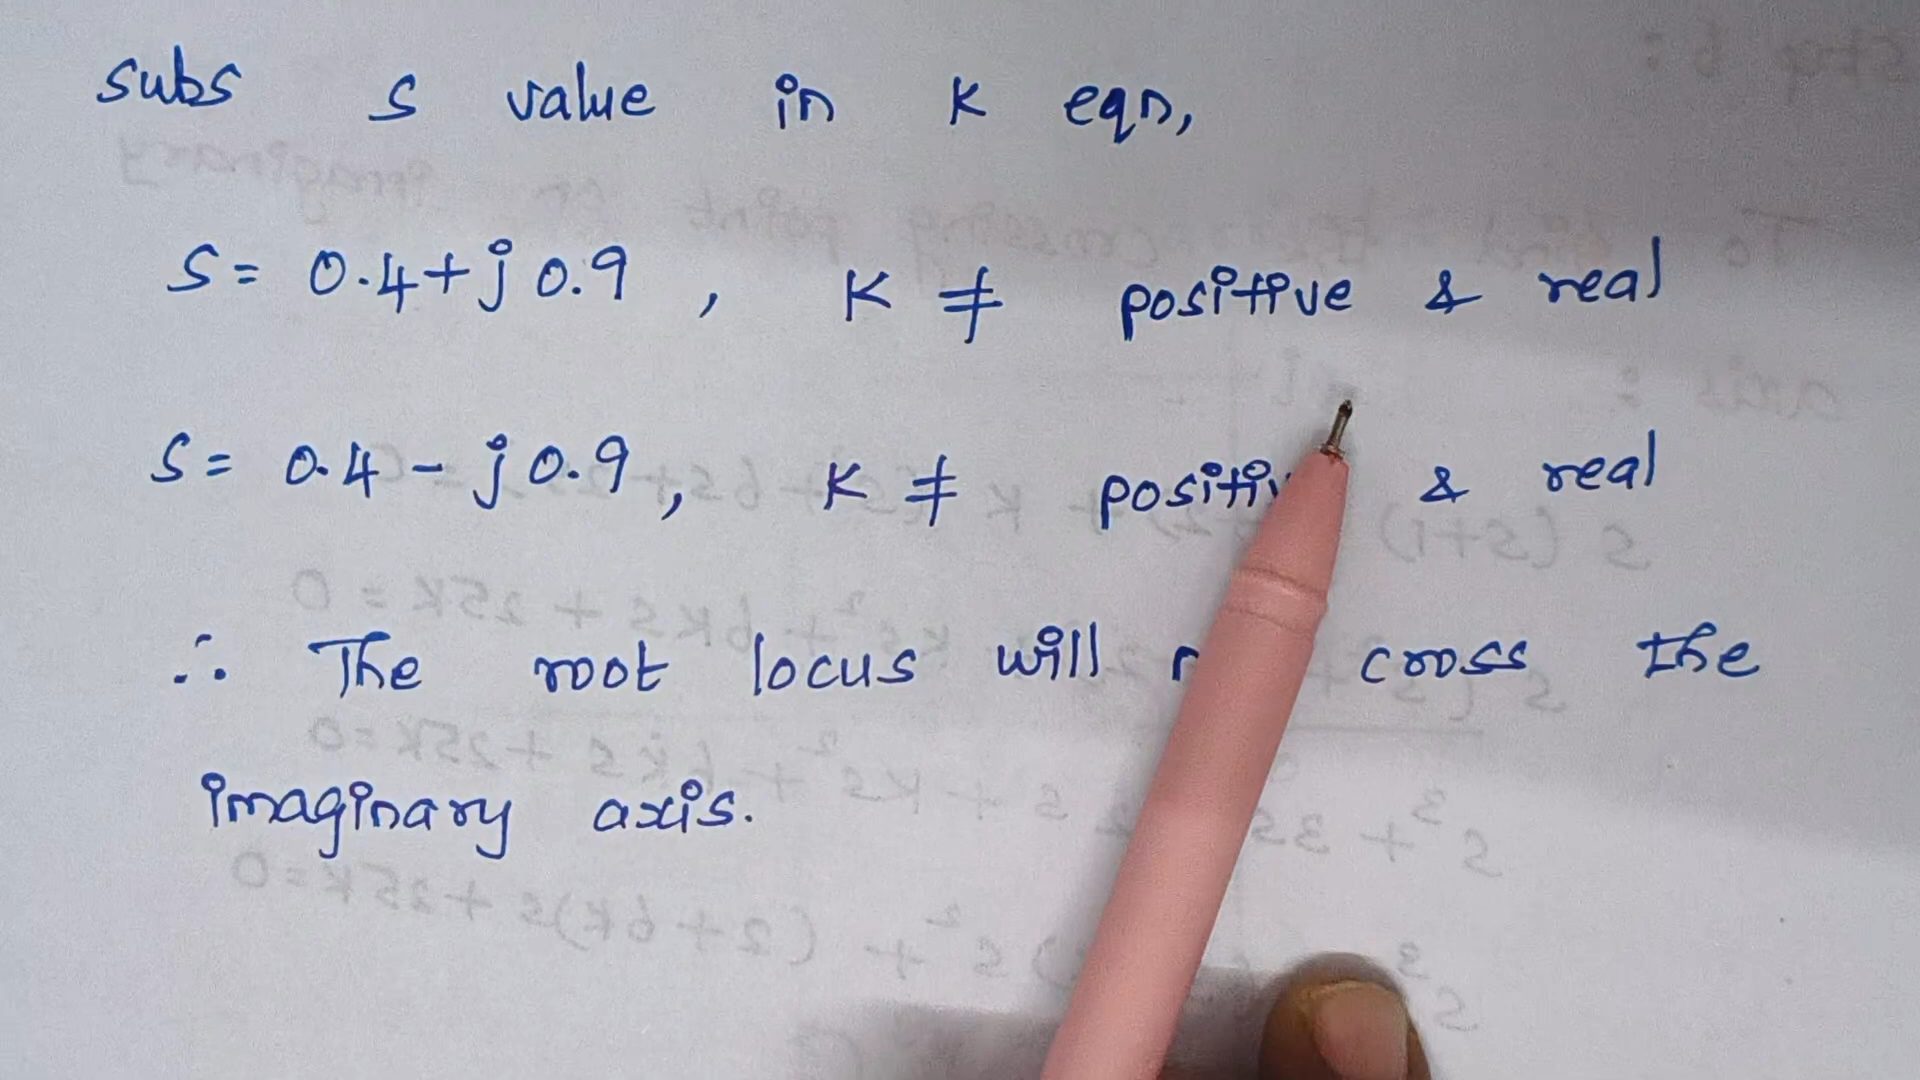 subs s value in K eqn,
S = 0.4+j0.9, K ≠ positive & real
S = 0.4-j0.9, K ≠ & real
∴ The root locus will cross the
imaginary axis.